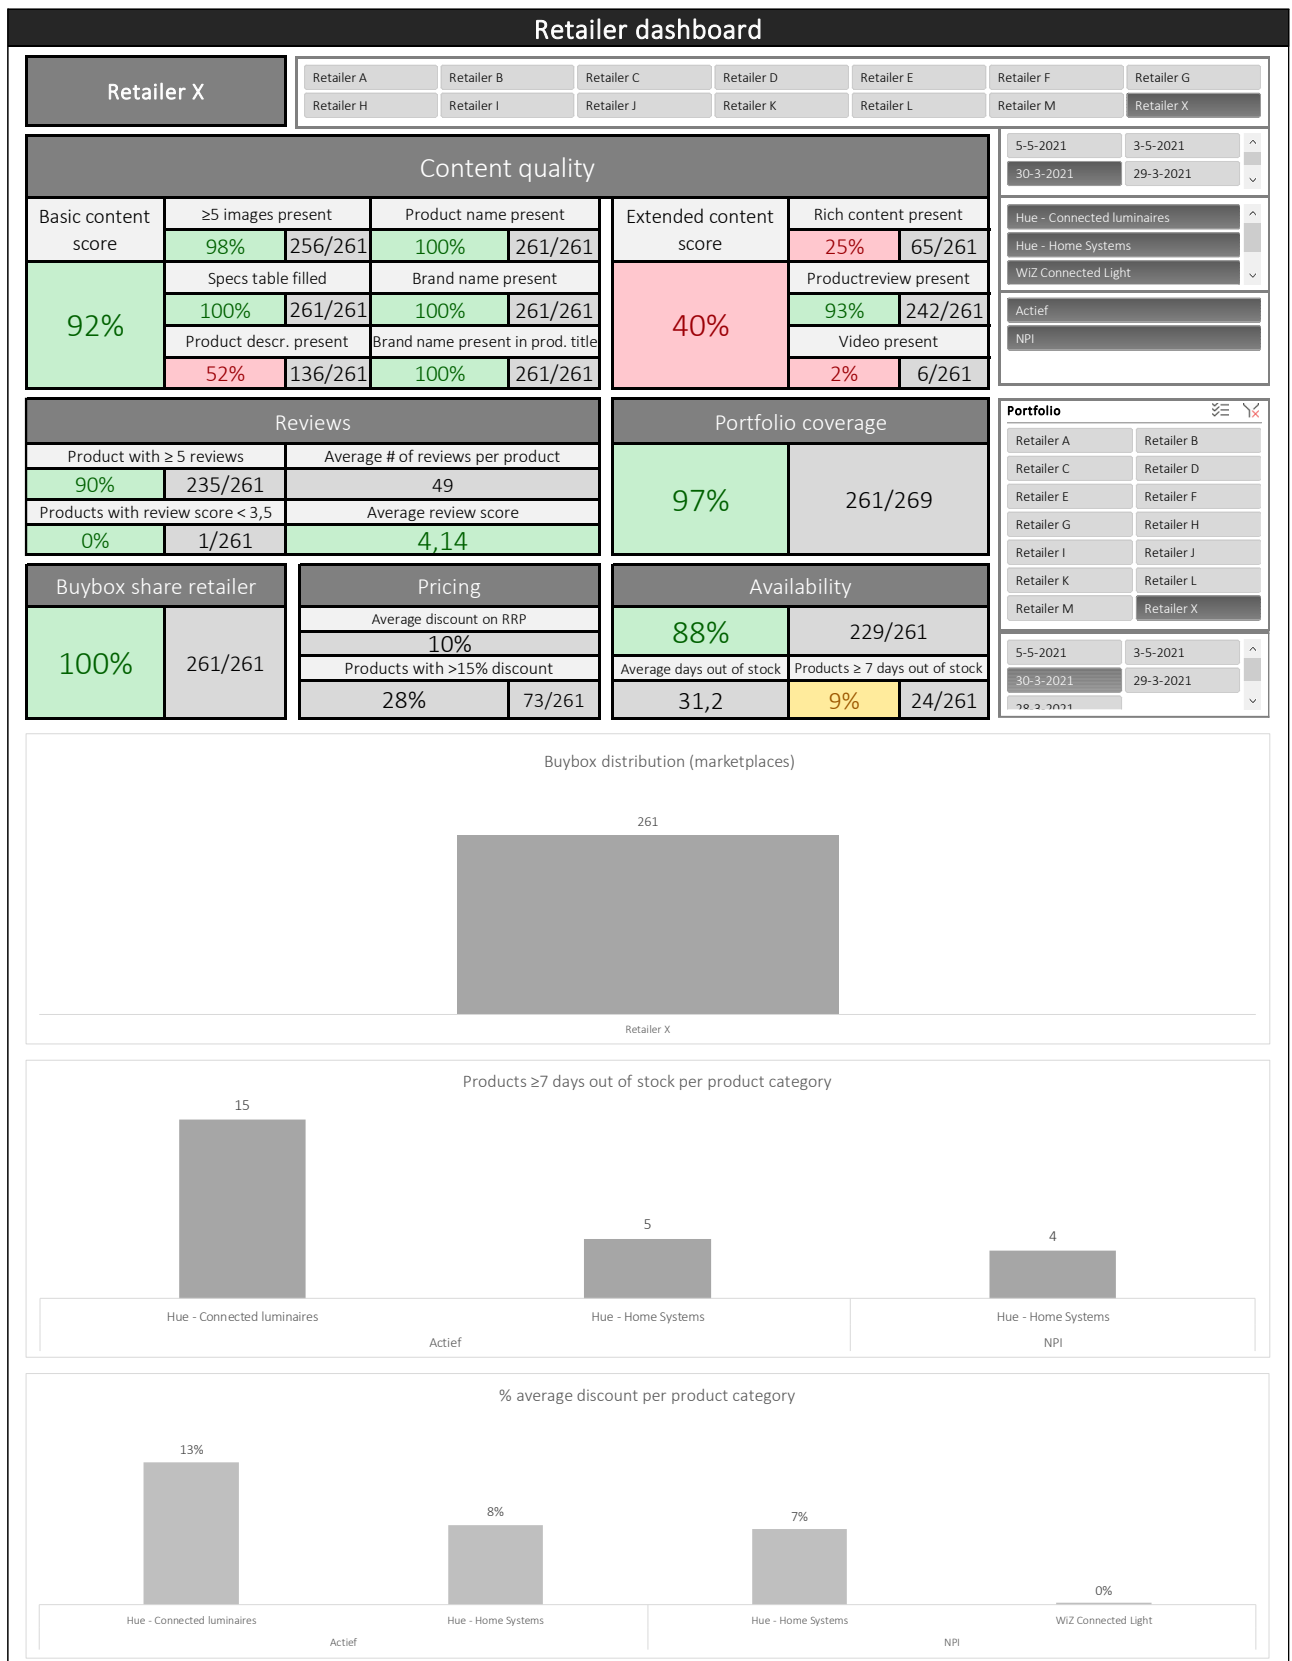 Retailer dashboard
Retailer X
Retailer A Retailer B Retailer C Retailer D Retailer E Retailer F Retailer G
Retailer H Retailer I Retailer J Retailer K Retailer L Retailer M Retailer X
Content quality
5-5-2021 3-5-2021
30-3-2021 29-3-2021
Basic content score
≥5 images present Product name present
98% 256/261 100% 261/261
Specs table filled Brand name present
92%
100% 261/261 100% 261/261
Product descr. present Brand name present in prod. title
52% 136/261 100% 261/261
Extended content score
Rich content present
25% 65/261
Productreview present
40%
93% 242/261
Video present
2% 6/261
Hue - Connected luminaires
Hue - Home Systems
WiZ Connected Light
Actief
NPI
Reviews
Product with ≥ 5 reviews Average # of reviews per product
90% 235/261 49
Products with review score < 3,5 Average review score
0% 1/261 4,14
Portfolio coverage
97% 261/269
Portfolio
Retailer A Retailer B
Retailer C Retailer D
Retailer E Retailer F
Retailer G Retailer H
Retailer I Retailer J
Retailer K Retailer L
Retailer M Retailer X
5-5-2021 3-5-2021
30-3-2021 29-3-2021
28-3-2021
Buybox share retailer
100% 261/261
Pricing
Average discount on RRP
10%
Products with >15% discount
28% 73/261
Availability
88% 229/261
Average days out of stock Products ≥ 7 days out of stock
31,2 9% 24/261
Buybox distribution (marketplaces)
261
Retailer X
Products ≥7 days out of stock per product category
15
5
4
Hue - Connected luminaires Hue - Home Systems Hue - Home Systems
Actief NPI
% average discount per product category
13%
8%
7%
0%
Hue - Connected luminaires Hue - Home Systems Hue - Home Systems WiZ Connected Light
Actief NPI